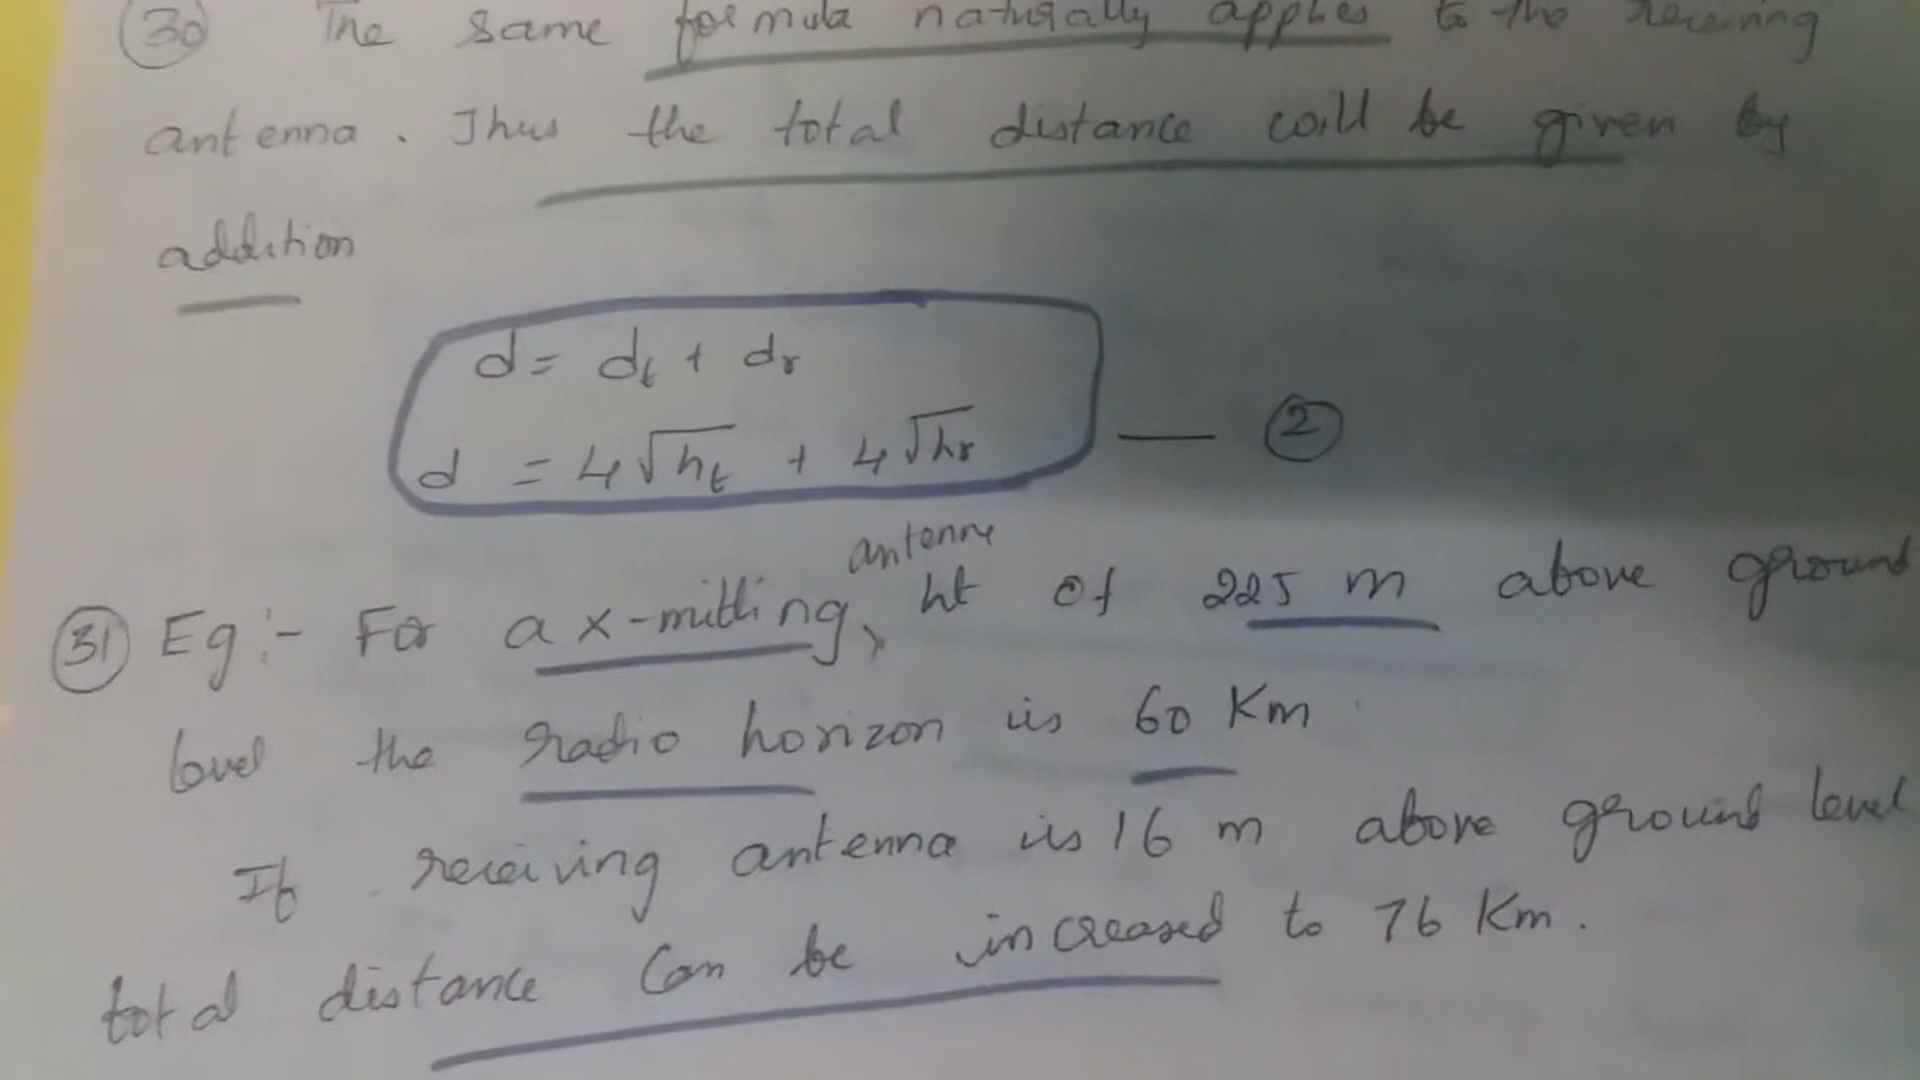 30 The same formula naturally applies to the receiving
antenna. Thus the total distance will be given by
addition
d = dt + dr
d = 4√ht + 4√hr — 2
antenn
31 Eg:- For a x-mitting, ht of 225 m above ground
level the radio horizon is 60 Km
If receiving antenna is 16 m above ground level
total distance can be increased to 76 Km.